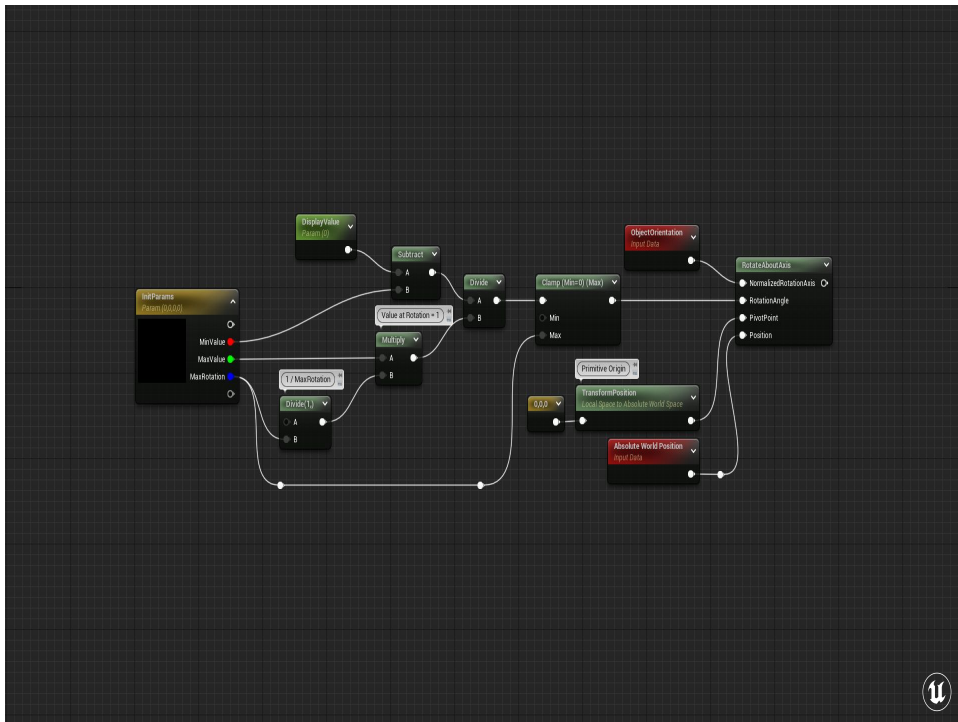 DisplayValue
Param (0)
Subtract
A
B
InitParams
Param (0,0,0,0)
MinValue
MaxValue
MaxRotation
Value at Rotation = 1
Multiply
A
B
1 / MaxRotation
Divide(1,)
A
B
Divide
A
B
Clamp (Min=0) (Max)
Min
Max
ObjectOrientation
Input Data
RotateAboutAxis
NormalizedRotationAxis
RotationAngle
PivotPoint
Position
Primitive Origin
0,0,0
TransformPosition
Local Space to Absolute World Space
Absolute World Position
Input Data